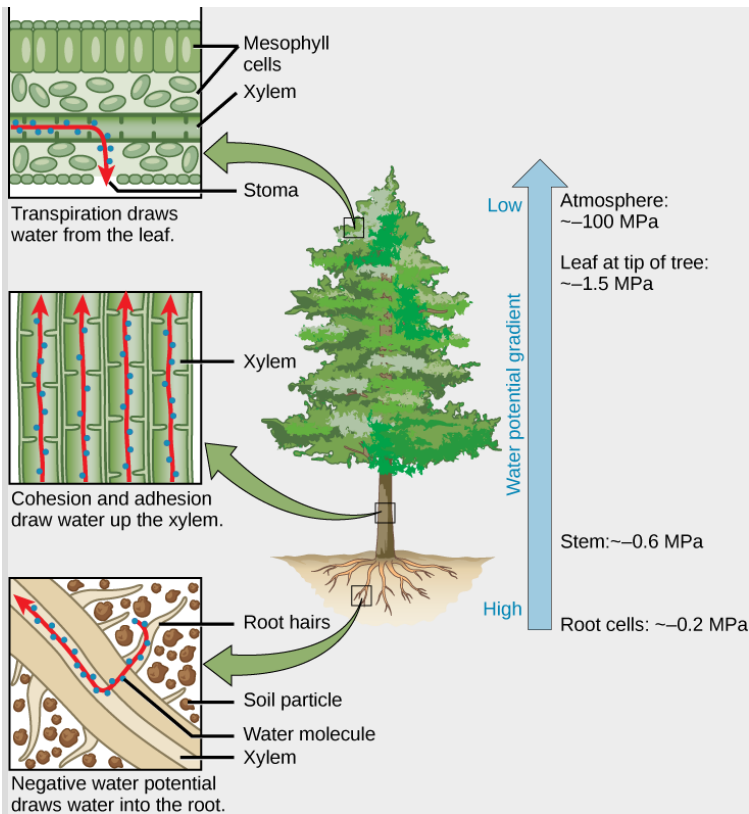 Mesophyll
cells
Xylem
Stoma
Transpiration draws
water from the leaf.
Xylem
Cohesion and adhesion
draw water up the xylem.
Root hairs
Soil particle
Water molecule
Xylem
Negative water potential
draws water into the root.
Low
Water potential gradient
High
Atmosphere:
~–100 MPa
Leaf at tip of tree:
~–1.5 MPa
Stem:~–0.6 MPa
Root cells: ~–0.2 MPa